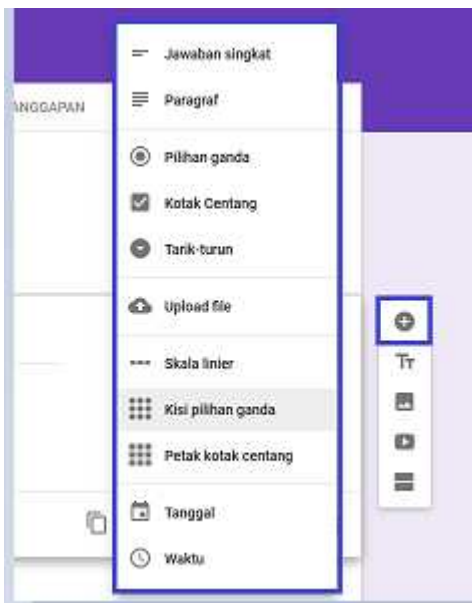 Jawaban singkat
ANGGAPAN
Paragraf
Pilihan ganda
Kotak Centang
Tarik-turun
Upload file
Skala linier
Kisi pilihan ganda
Petak kotak centang
Tanggal
Waktu
Tт